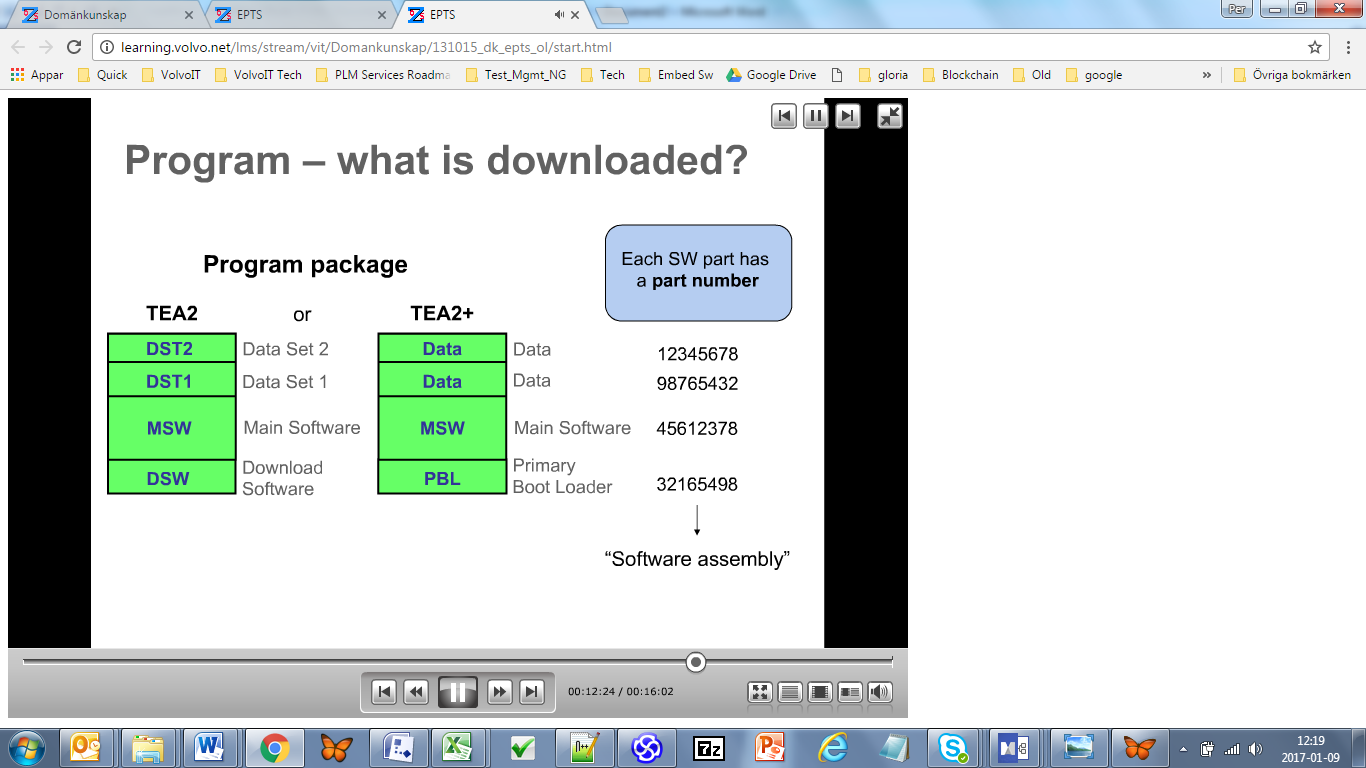 Domänkunskap
EPTS
EPTS
Per
learning.volvo.net/lms/stream/vit/Domankunskap/131015_dk_epts_ol/start.html
Appar
Quick
VolvoIT
VolvoIT Tech
PLM Services Roadma
Test_Mgmt_NG
Tech
Embed Sw
Google Drive
gloria
Blockchain
Old
google
»
Övriga bokmärken
Program – what is downloaded?
Each SW part has
a part number
Program package
TEA2 or TEA2+
DST2 Data Set 2 Data Data 12345678
DST1 Data Set 1 Data Data 98765432
MSW Main Software MSW Main Software 45612378
DSW Download
Software
PBL Primary
Boot Loader
32165498
“Software assembly”
00:12:24 / 00:16:02
12:19
2017-01-09